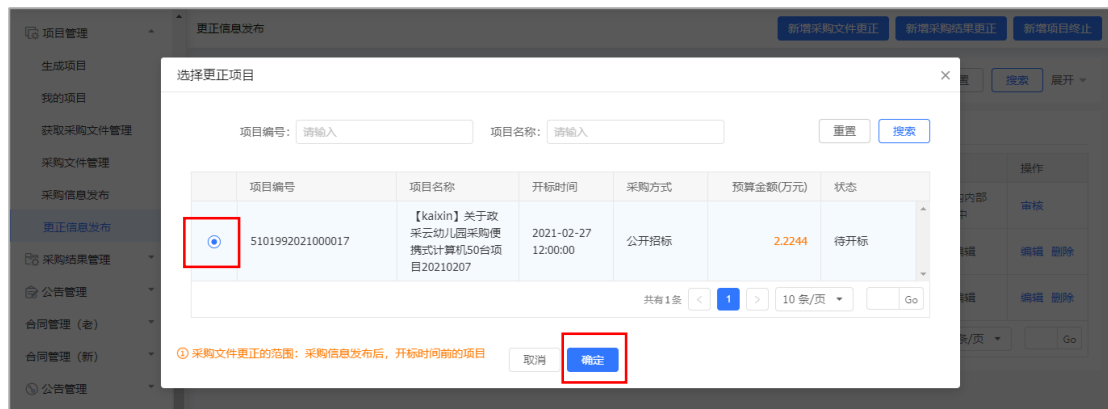 项目管理
更正信息发布
新增采购文件更正
新增采购结果更正
新增项目终止
生成项目
我的项目
获取采购文件管理
采购文件管理
采购信息发布
更正信息发布
采购结果管理
公告管理
合同管理（老）
合同管理（新）
公告管理
选择更正项目
项目编号： 请输入
项目名称： 请输入
重置
搜索
项目编号 项目名称 开标时间 采购方式 预算金额(万元) 状态
5101992021000017
【kaixin】关于政
采云幼儿园采购便
携式计算机50台项
目20210207
2021-02-27
12:00:00
公开招标
2.2244
待开标
共有1条
1
10 条/页
Go
采购文件更正的范围：采购信息发布后，开标时间前的项目
取消
确定
搜索
展开
操作
内部
审核
编辑 删除
编辑 删除
条/页
Go